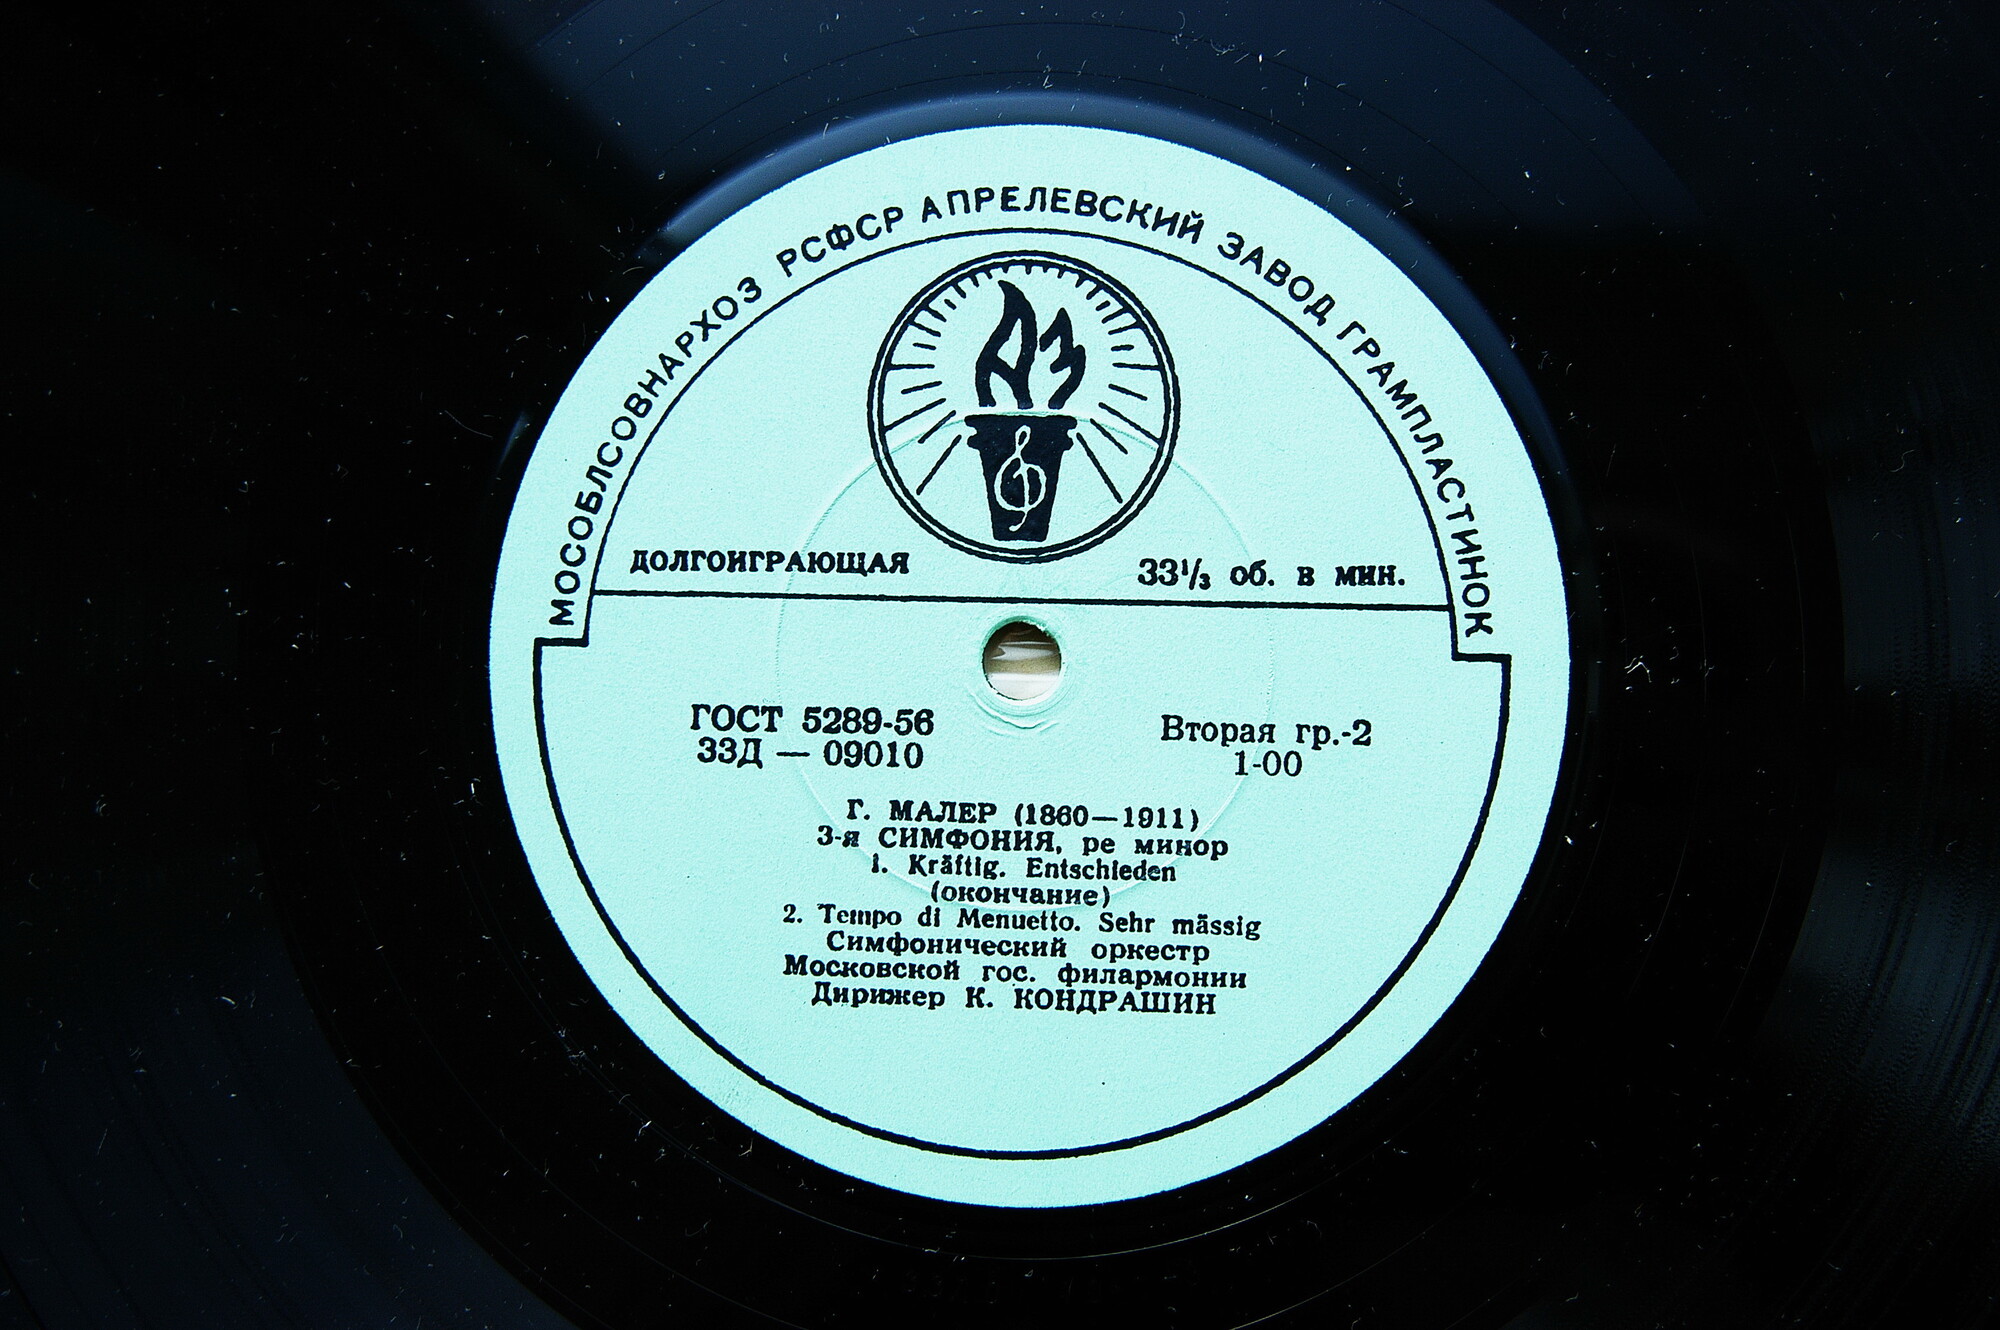 МОСОБЛСОВНАРХОЗ РСФСР АПРЕЛЕВСКИЙ ЗАВОД ГРАМПЛАСТИНОК
АЗ
ДОЛГОИГРАЮЩАЯ 33 1/3 об. в мин.
ГОСТ 5289-56
33Д — 09010
Вторая гр.-2
1-00
Г. МАЛЕР (1860—1911)
3-я СИМФОНИЯ, ре минор
1. Kräftig. Entschieden
(окончание)
2. Tempo di Menuetto. Sehr mässig
Симфонический оркестр
Московской гос. филармонии
Дирижер К. КОНДРАШИН